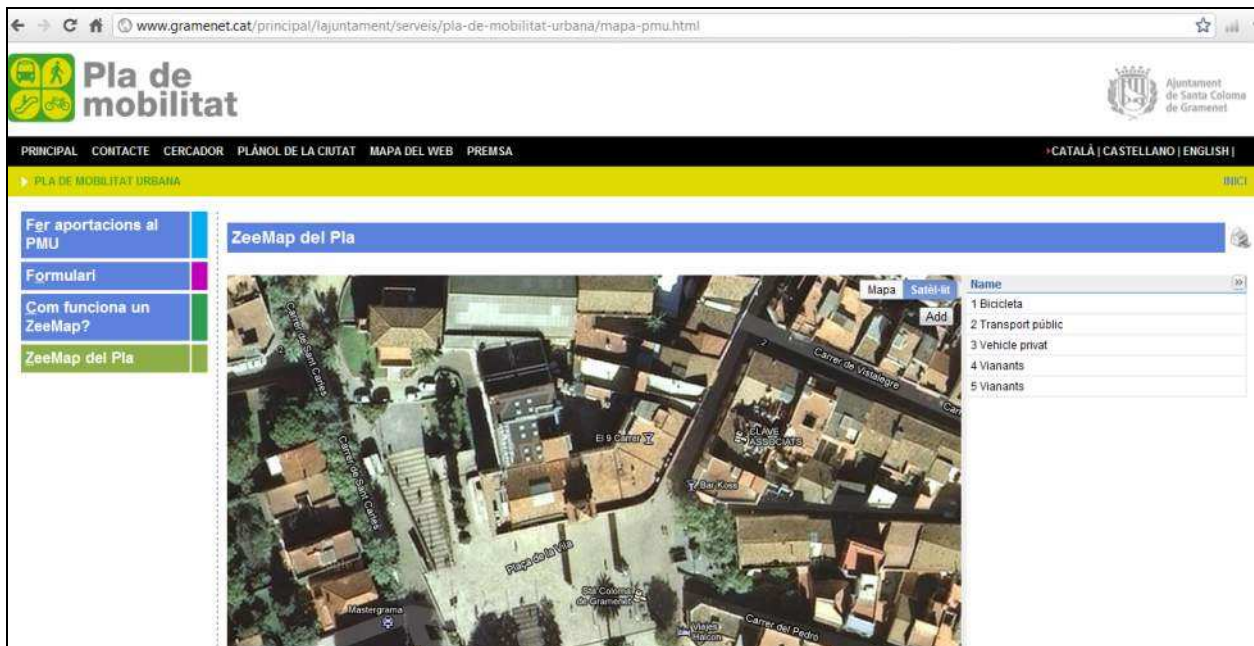 www.gramenet.cat/principal/lajuntament/serveis/pla-de-mobilitat-urbana/mapa-pmu.html
Pla de
mobilitat
Ajuntament
de Santa Coloma
de Gramenet
PRINCIPAL CONTACTE CERCADOR PLÀNOL DE LA CIUTAT MAPA DEL WEB PREMSA
CATALÀ | CASTELLANO | ENGLISH |
PLA DE MOBILITAT URBANA
INICI
Fer aportacions al
PMU
Formulari
Com funciona un
ZeeMap?
ZeeMap del Pla
ZeeMap del Pla
Mapa
Satèl·lit
Add
Carrer de Sant Carles
Carrer de Sant Carles
2
Carrer de Vistalegre
El 9 Carrer
CLAVE
ASSOCIATS
Bar Koss
Plaça de la Vila
Sta Coloma
de Gramenet
Mastergrama
Viajes
Halcon
Carrer del Pedró
Name
1 Bicicleta
2 Transport públic
3 Vehicle privat
4 Vianants
5 Vianants